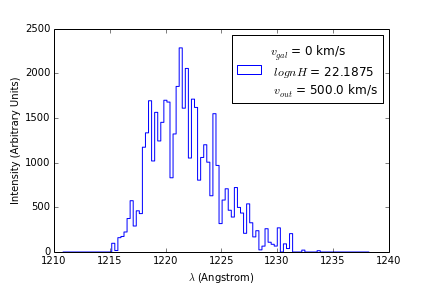 2500
2000
1500
1000
500
0
Intensity (Arbitrary Units)
v_gal = 0 km/s
lognH = 22.1875
v_out = 500.0 km/s
1210 1215 1220 1225 1230 1235 1240
λ (Angstrom)